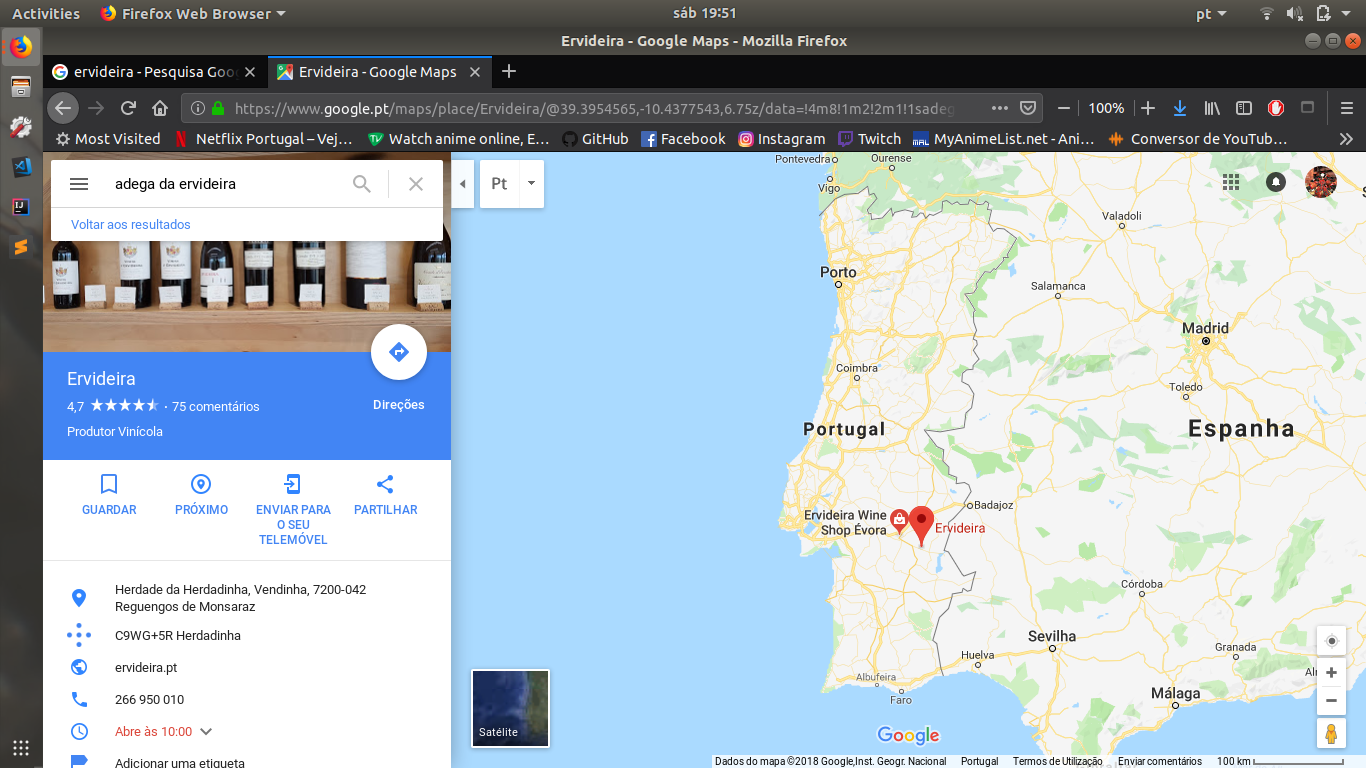 Activities
Firefox Web Browser
sáb 19:51
pt
Ervideira - Google Maps - Mozilla Firefox
ervideira - Pesquisa Goo
Ervideira - Google Maps
https://www.google.pt/maps/place/Ervideira/@39.3954565,-10.4377543,6.75z/data=!4m8!1m2!2m1!1sadeg
100%
Most Visited
Netflix Portugal – Vej…
Watch anime online, E…
GitHub
Facebook
Instagram
Twitch
MyAnimeList.net - Ani…
Conversor de YouTub…
adega da ervideira
Voltar aos resultados
Ervideira
4,7
· 75 comentários
Produtor Vinícola
Direções
GUARDAR
PRÓXIMO
ENVIAR PARA
O SEU
TELEMÓVEL
PARTILHAR
Herdade da Herdadinha, Vendinha, 7200-042
Reguengos de Monsaraz
C9WG+5R Herdadinha
ervideira.pt
266 950 010
Abre às 10:00
Adicionar uma etiqueta
Pt
Pontevedra
Ourense
Vigo
Valadoli
Porto
Salamanca
Madrid
Coimbra
Toledo
Portugal
Espanha
Badajoz
Ervideira Wine
Shop Évora
Ervideira
Córdoba
Sevilha
Huelva
Granada
Albufeira
Faro
Málaga
Satélite
Google
Dados do mapa ©2018 Google,Inst. Geogr. Nacional
Portugal
Termos de Utilização
Enviar comentários
100 km